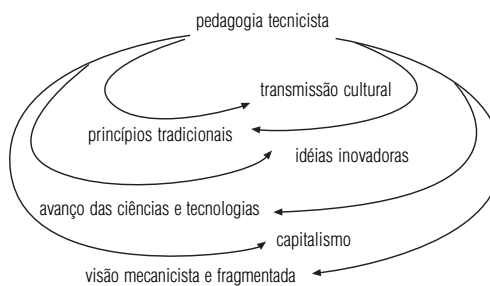 pedagogia tecnicista
transmissão cultural
princípios tradicionais
idéias inovadoras
avanço das ciências e tecnologias
capitalismo
visão mecanicista e fragmentada